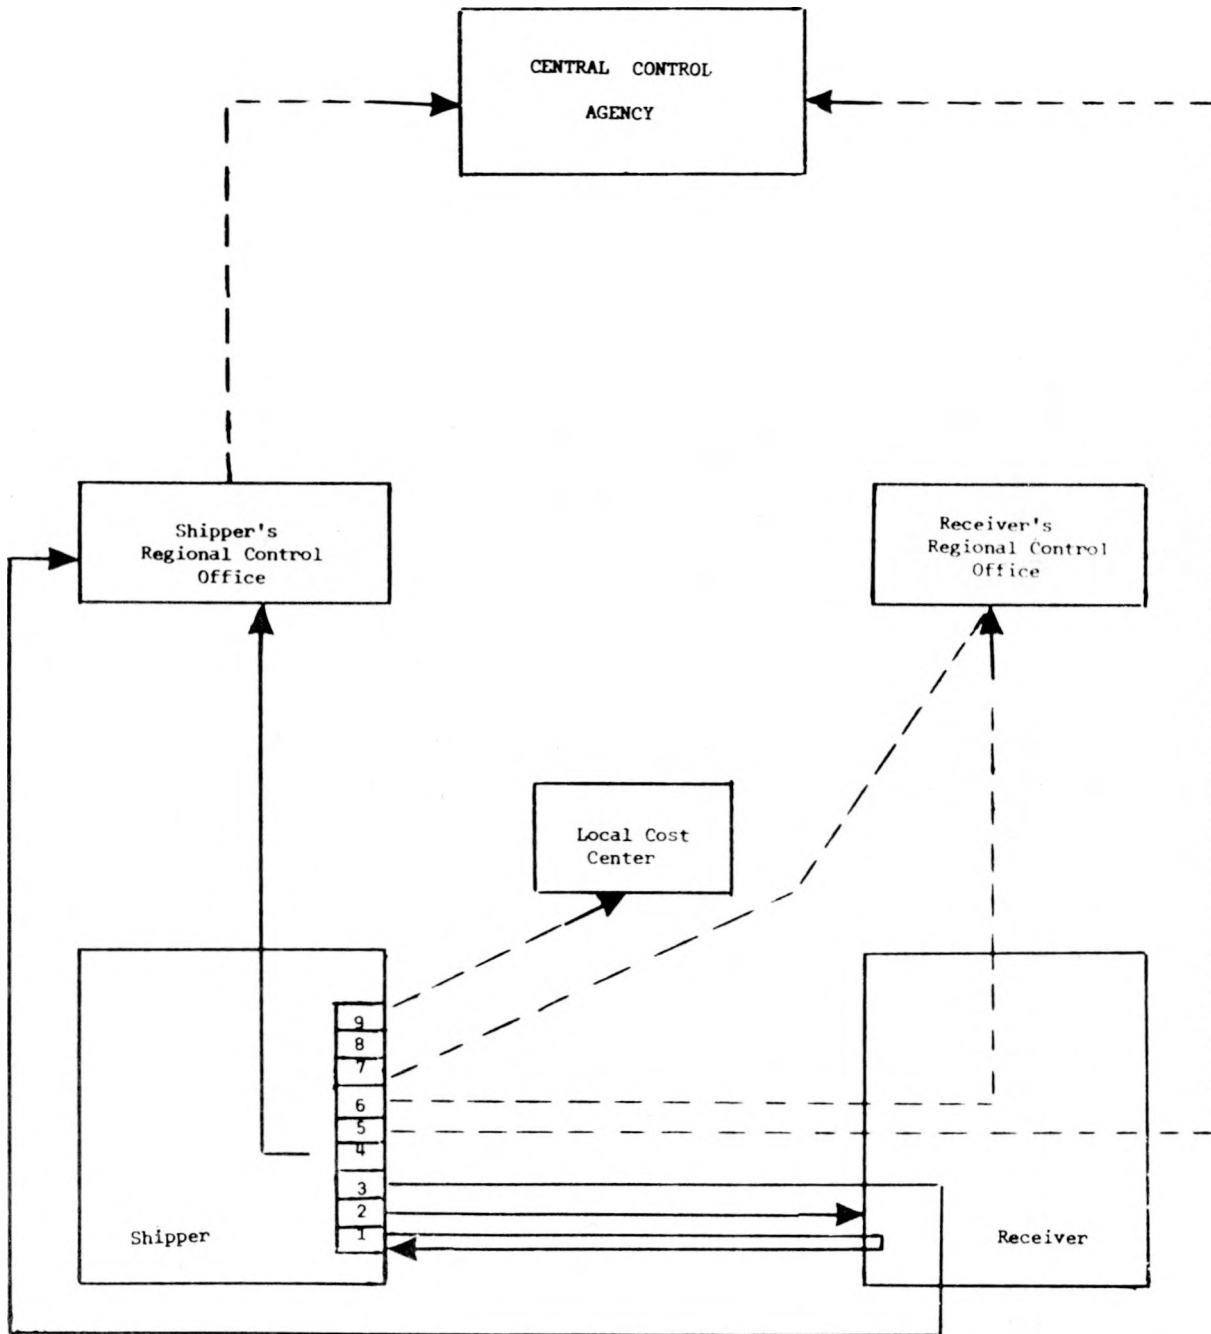 CENTRAL CONTROL
AGENCY
Shipper's
Regional Control
Office
Receiver's
Regional Control
Office
Local Cost
Center
9
8
7
6
5
4
3
2
1
Shipper
Receiver